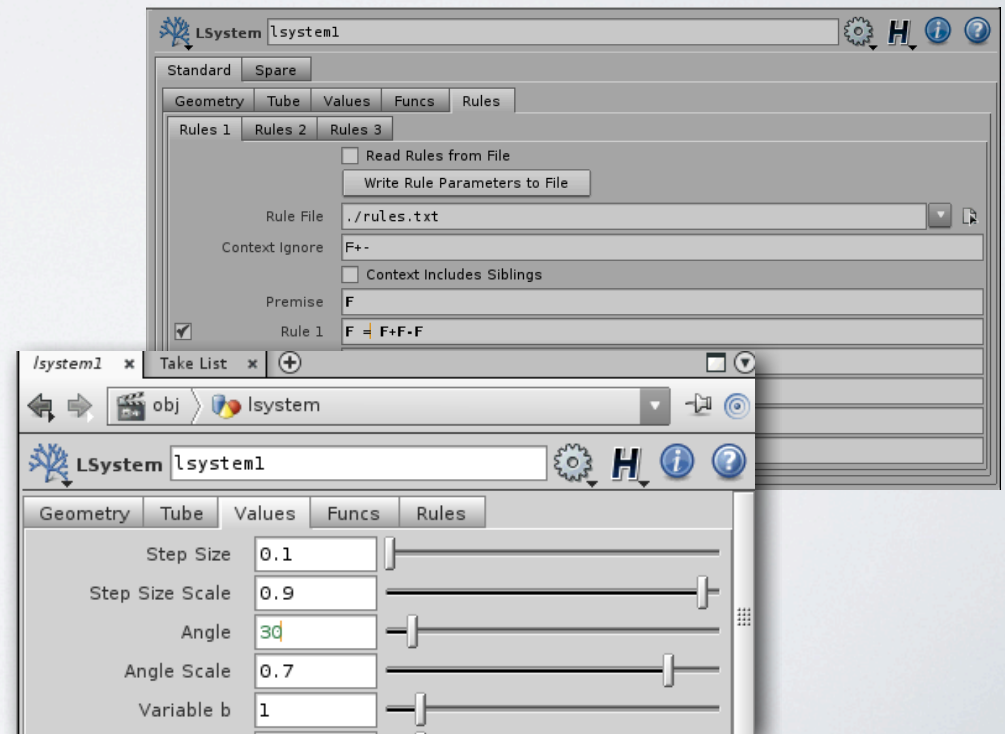 LSystem lsystem1
Standard Spare
Geometry Tube Values Funcs Rules
Rules 1 Rules 2 Rules 3
Read Rules from File
Write Rule Parameters to File
Rule File ./rules.txt
Context Ignore F+-
Context Includes Siblings
Premise F
Rule 1 F = F+F-F
lsystem1 Take List
obj lsystem
LSystem lsystem1
Geometry Tube Values Funcs Rules
Step Size 0.1
Step Size Scale 0.9
Angle 30
Angle Scale 0.7
Variable b 1